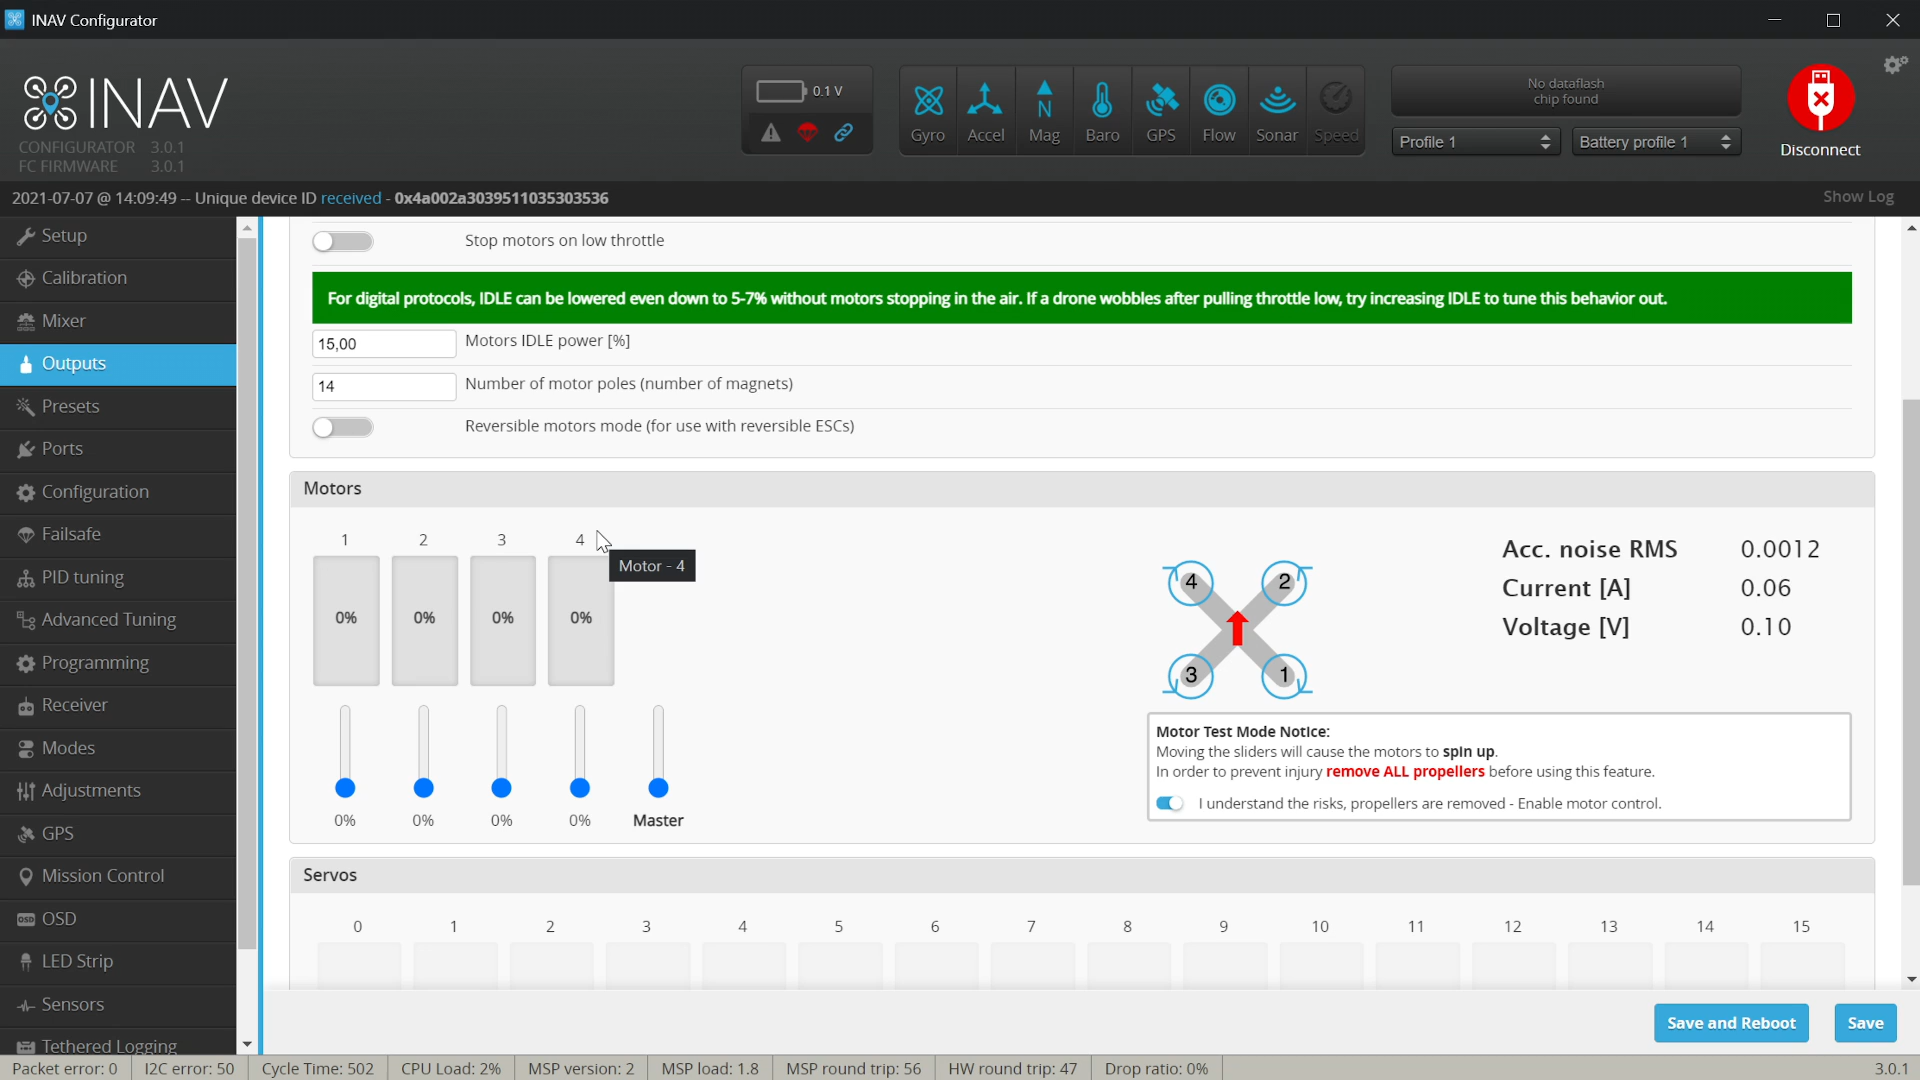 INAV Configurator
INAV
CONFIGURATOR 3.0.1
FC FIRMWARE 3.0.1
0.1 V
Gyro
Accel
N
Mag
Baro
GPS
Flow
Sonar
Speed
No dataflash
chip found
Profile 1
Battery profile 1
Disconnect
2021-07-07 @ 14:09:49 -- Unique device ID received - 0x4a002a3039511035303536
Show Log
Setup
Calibration
Mixer
Outputs
Presets
Ports
Configuration
Failsafe
PID tuning
Advanced Tuning
Programming
Receiver
Modes
Adjustments
GPS
Mission Control
OSD
LED Strip
Sensors
Tethered Logging
Stop motors on low throttle
For digital protocols, IDLE can be lowered even down to 5-7% without motors stopping in the air. If a drone wobbles after pulling throttle low, try increasing IDLE to tune this behavior out.
15,00 Motors IDLE power [%]
14 Number of motor poles (number of magnets)
Reversible motors mode (for use with reversible ESCs)
Motors
1 2 3 4
Motor - 4
0% 0% 0% 0%
0% 0% 0% 0% Master
4 2
3 1
Acc. noise RMS 0.0012
Current [A] 0.06
Voltage [V] 0.10
Motor Test Mode Notice:
Moving the sliders will cause the motors to spin up.
In order to prevent injury remove ALL propellers before using this feature.
I understand the risks, propellers are removed - Enable motor control.
Servos
0 1 2 3 4 5 6 7 8 9 10 11 12 13 14 15
Save and Reboot
Save
Packet error: 0 I2C error: 50 Cycle Time: 502 CPU Load: 2% MSP version: 2 MSP load: 1.8 MSP round trip: 56 HW round trip: 47 Drop ratio: 0% 3.0.1